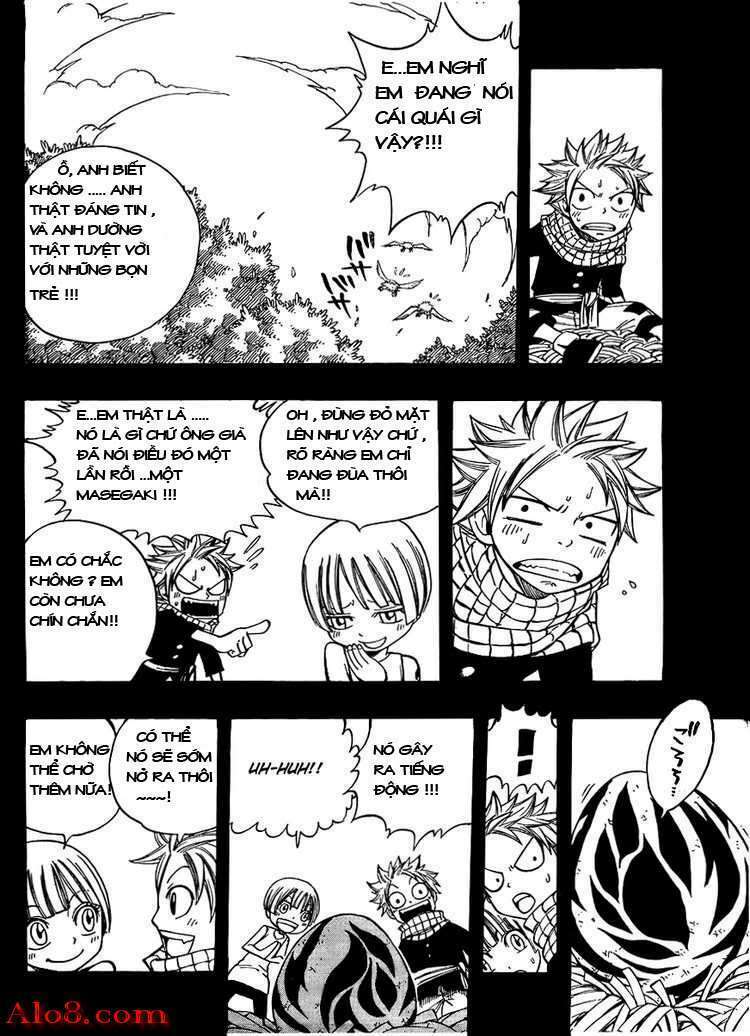 E...EM NGHĨ
EM ĐANG NÓI
CÁI QUÁI GÌ
VẬY?!!!
Ồ, ANH BIẾT
KHÔNG ..... ANH
THẬT ĐÁNG TIN ,
VÀ ANH DƯỜNG
THẬT TUYỆT VỜI
VỚI NHỮNG BỌN
TRẺ !!!
E...EM THẬT LÀ .....
NÓ LÀ GÌ CHỨ ÔNG GIÀ
ĐÃ NÓI ĐIỀU ĐÓ MỘT
LẦN RỒI ...MỘT
MASEGAKI !!!
OH , ĐỪNG ĐỎ MẶT
LÊN NHƯ VẬY CHỨ ,
RÕ RÀNG EM CHỈ
ĐANG ĐÙA THÔI
MÀ!!
EM CÓ CHẮC
KHÔNG ? EM
CÒN CHƯA
CHÍN CHẮN!!
EM KHÔNG
THỂ CHỜ
THÊM NỮA!
CÓ THỂ
NÓ SẼ SỚM
NỞ RA THÔI
~~~!
UH-HUH!!
NÓ GÂY
RA TIẾNG
ĐỘNG !!!
!!
Alo8.com